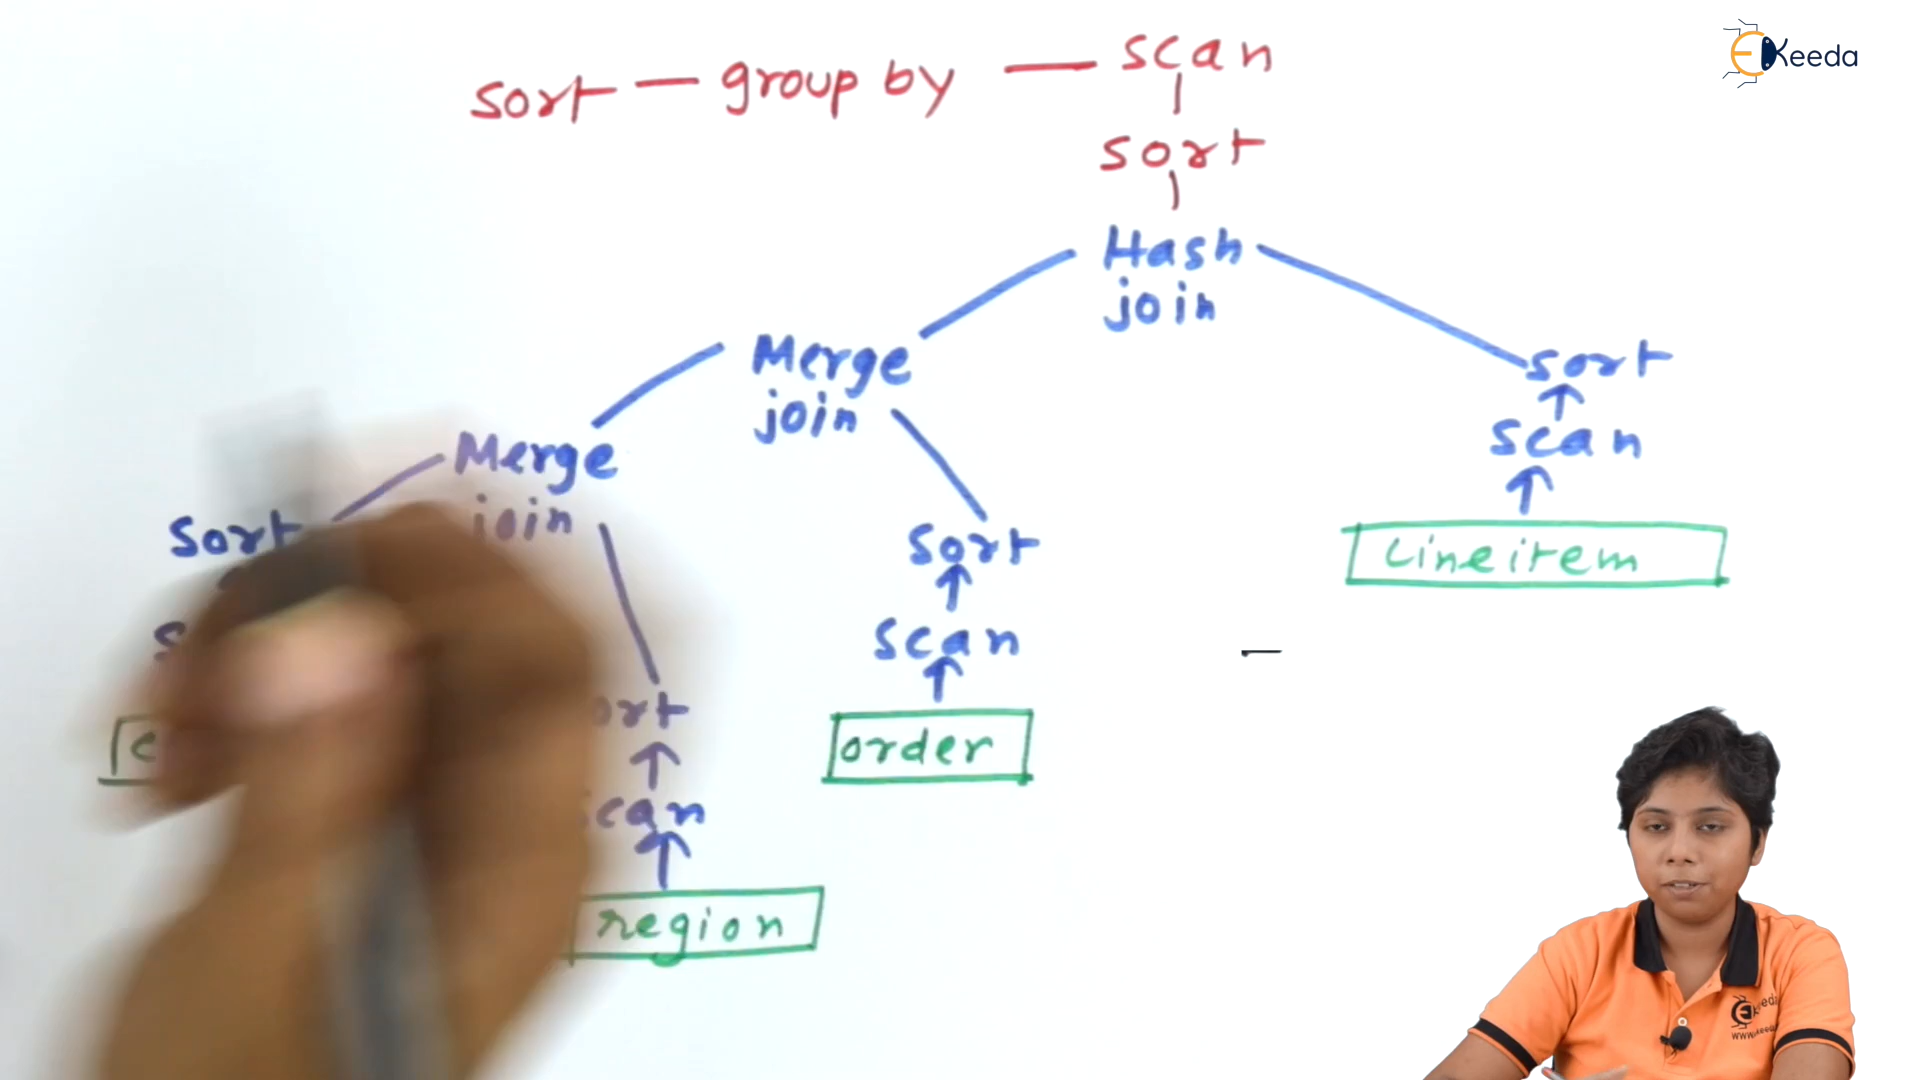 sort — group by — scan
sort
Hash
join
Merge
join
sort
scan
Lineitem
Merge
join
sort
scan
order
sort
region
Keeda